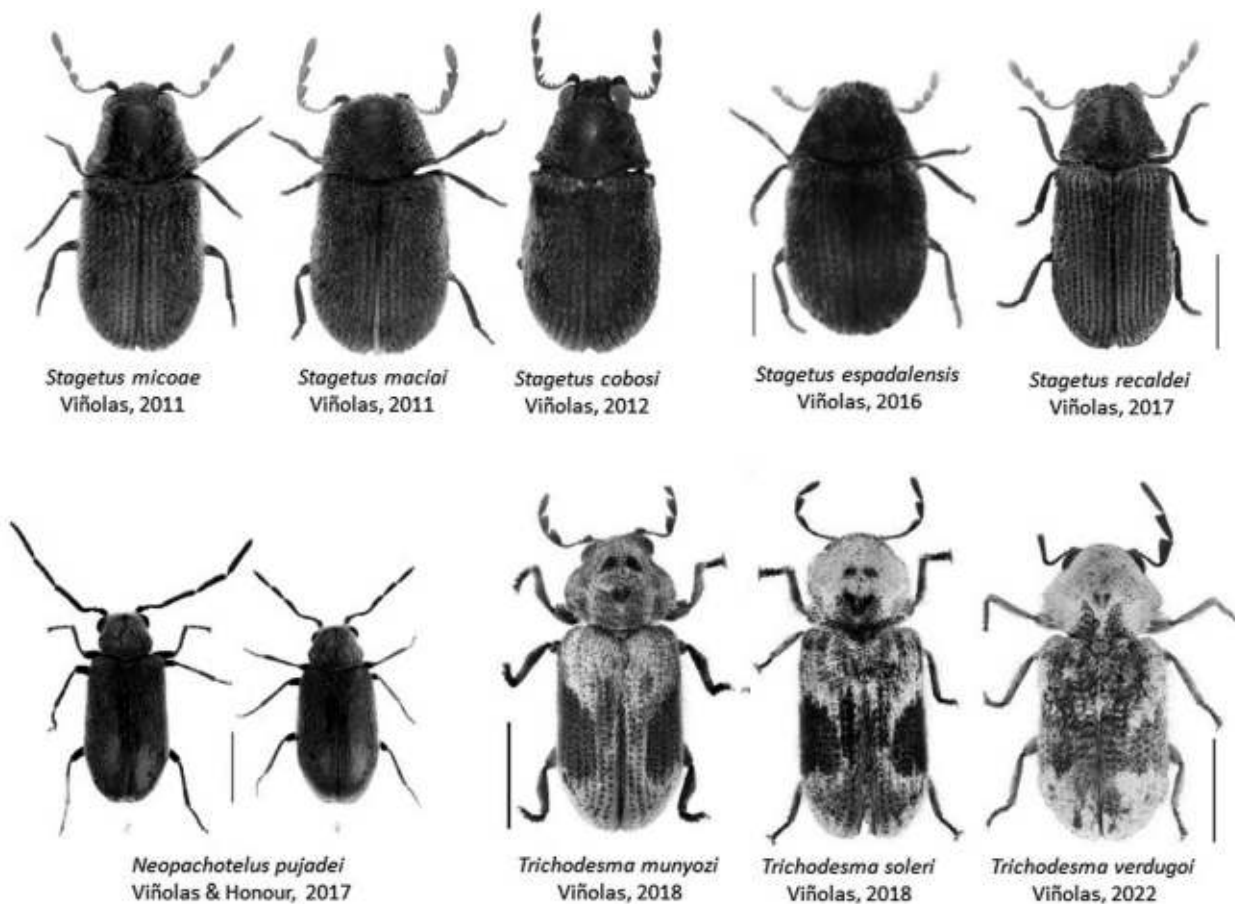 Stagetus micoae
Viñolas, 2011
Stagetus maciai
Viñolas, 2011
Stagetus cobosi
Viñolas, 2012
Stagetus espadalensis
Viñolas, 2016
Stagetus recaldei
Viñolas, 2017
Neopachotelus pujadei
Viñolas & Honour, 2017
Trichodesma munyozi
Viñolas, 2018
Trichodesma soleri
Viñolas, 2018
Trichodesma verdugoi
Viñolas, 2022